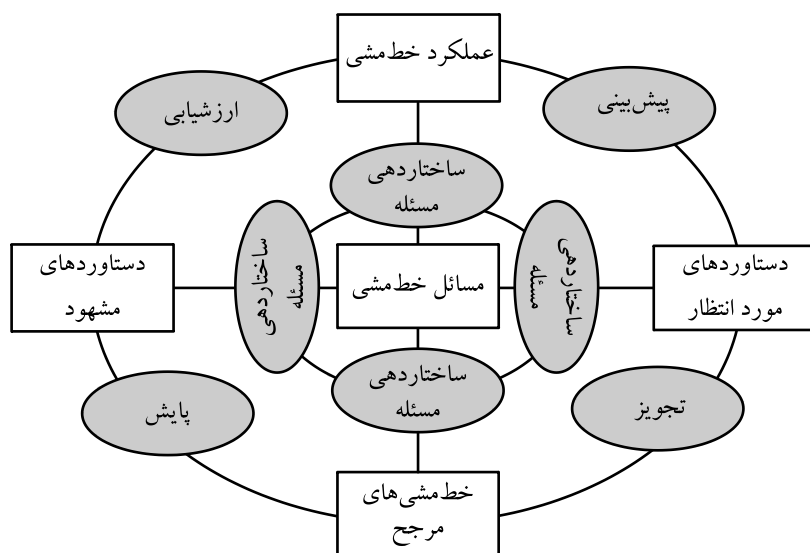 عملکرد خط‌مشی
پیش‌بینی
ارزشیابی
ساختاردهی
مسئله
دستاوردهای
مورد انتظار
ساختاردهی
مسئله
مسائل خط‌مشی
ساختاردهی
مسئله
دستاوردهای
مشهود
ساختاردهی
مسئله
تجویز
پایش
خط‌مشی‌های
مرجح